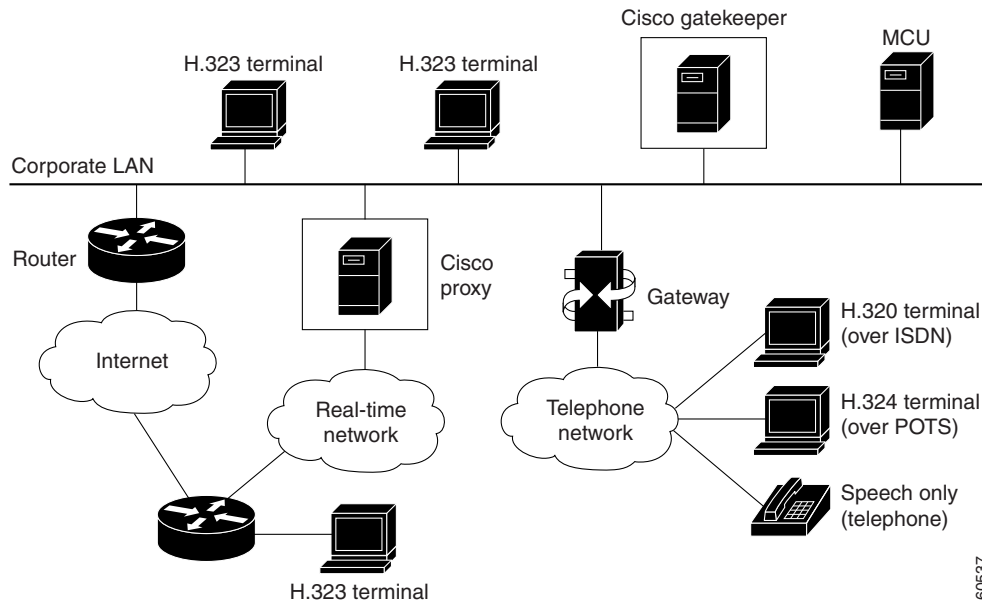 Cisco gatekeeper
MCU
H.323 terminal
H.323 terminal
Corporate LAN
Router
Cisco
proxy
Gateway
H.320 terminal
(over ISDN)
Internet
Real-time
network
Telephone
network
H.324 terminal
(over POTS)
Speech only
(telephone)
H.323 terminal
60537